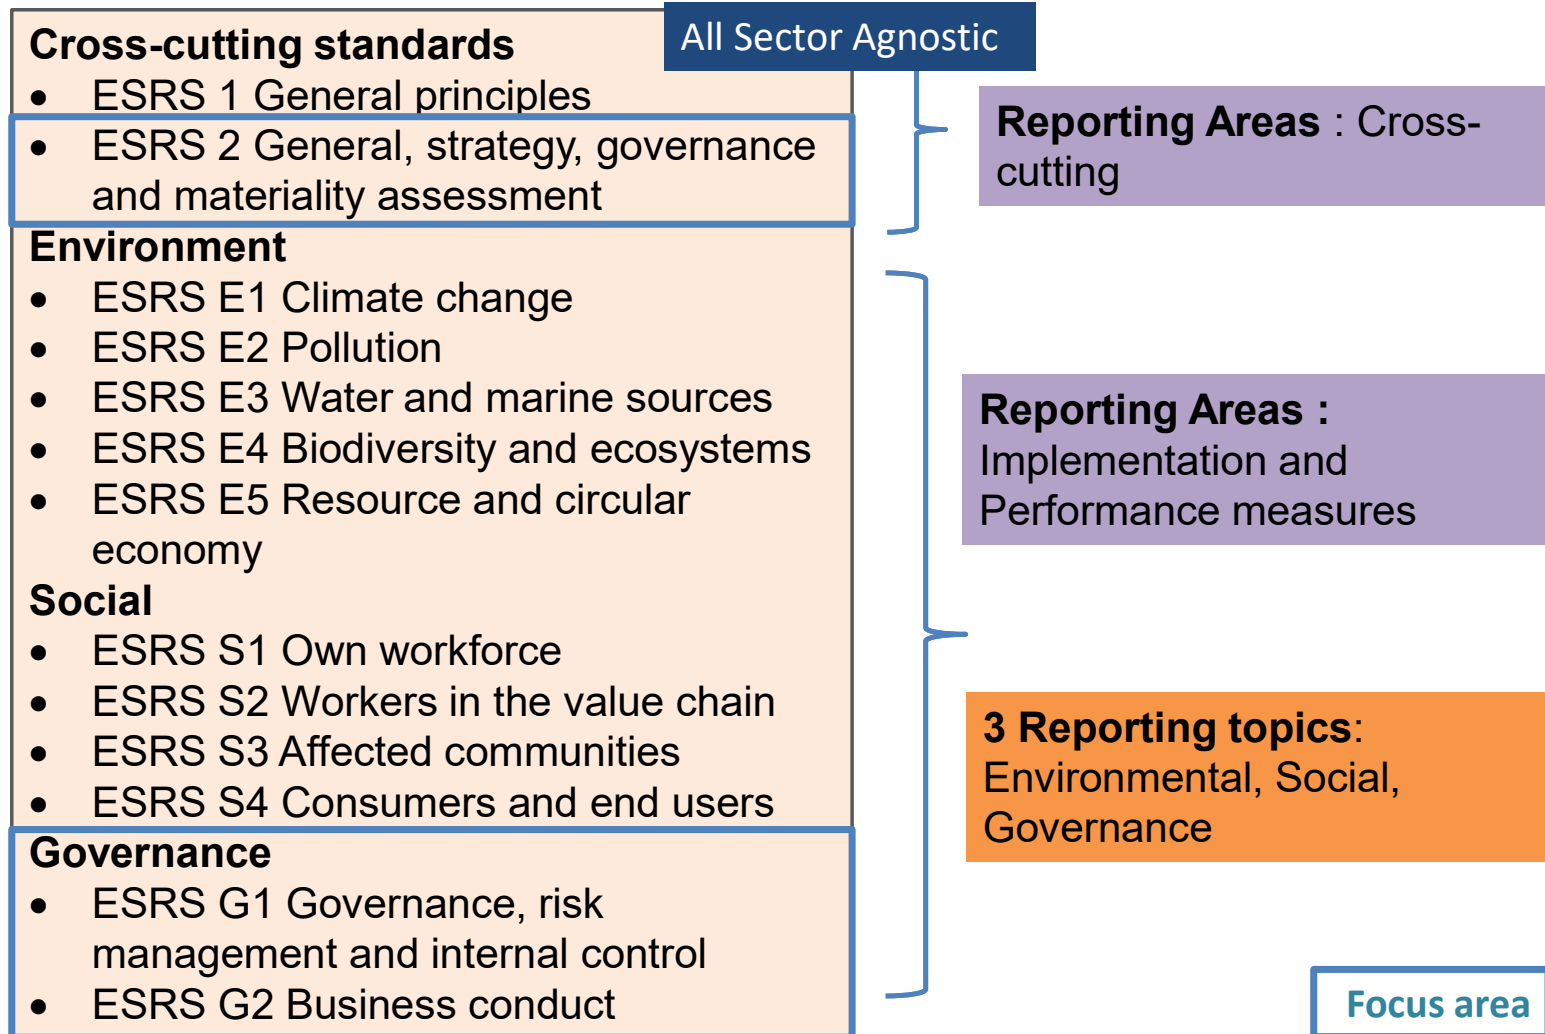 All Sector Agnostic
Cross-cutting standards
• ESRS 1 General principles
• ESRS 2 General, strategy, governance
and materiality assessment
Environment
• ESRS E1 Climate change
• ESRS E2 Pollution
• ESRS E3 Water and marine sources
• ESRS E4 Biodiversity and ecosystems
• ESRS E5 Resource and circular
economy
Social
• ESRS S1 Own workforce
• ESRS S2 Workers in the value chain
• ESRS S3 Affected communities
• ESRS S4 Consumers and end users
Governance
• ESRS G1 Governance, risk
management and internal control
• ESRS G2 Business conduct
Reporting Areas : Cross-
cutting
Reporting Areas :
Implementation and
Performance measures
3 Reporting topics:
Environmental, Social,
Governance
Focus area